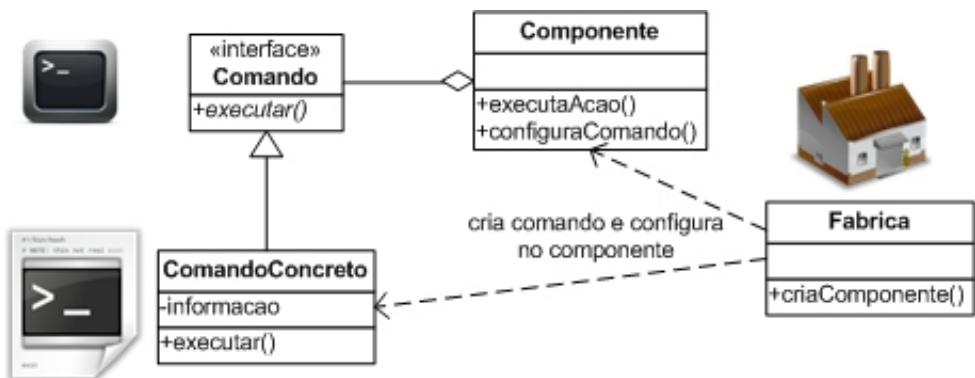 «interface»
Comando
+executar()
Componente
+executaAcao()
+configuraComando()
cria comando e configura
no componente
Fabrica
+criaComponente()
ComandoConcreto
-informacao
+executar()
>_
>_